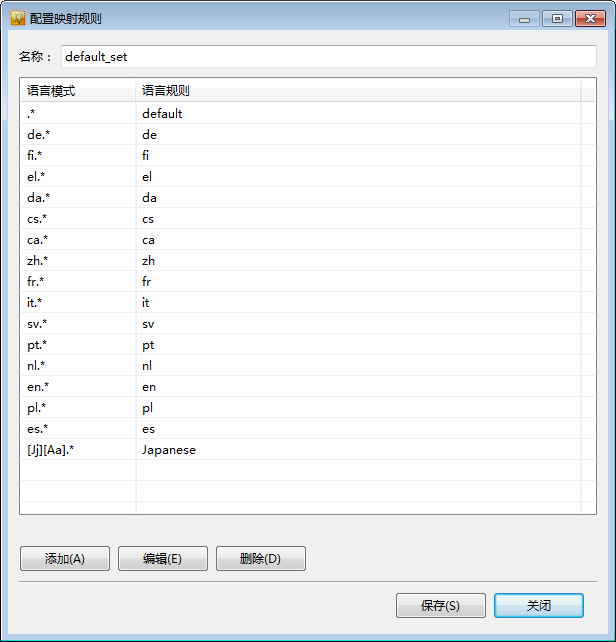 配置映射规则
名称： default_set
语言模式 语言规则
.* default
de.* de
fi.* fi
el.* el
da.* da
cs.* cs
ca.* ca
zh.* zh
fr.* fr
it.* it
sv.* sv
pt.* pt
nl.* nl
en.* en
pl.* pl
es.* es
[Jj][Aa].* Japanese
添加(A) 编辑(E) 删除(D)
保存(S) 关闭